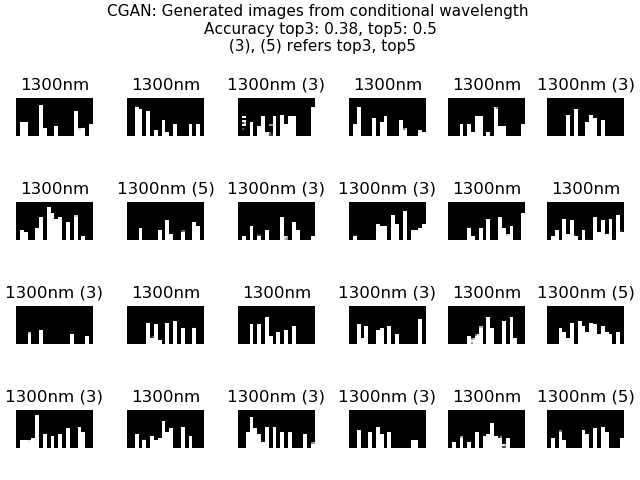 CGAN: Generated images from conditional wavelength
Accuracy top3: 0.38, top5: 0.5
(3), (5) refers top3, top5
1300nm 1300nm 1300nm (3) 1300nm 1300nm 1300nm (3)
1300nm 1300nm (5) 1300nm (3) 1300nm (3) 1300nm 1300nm
1300nm (3) 1300nm 1300nm 1300nm (3) 1300nm 1300nm (5)
1300nm (3) 1300nm 1300nm (3) 1300nm (3) 1300nm 1300nm (5)